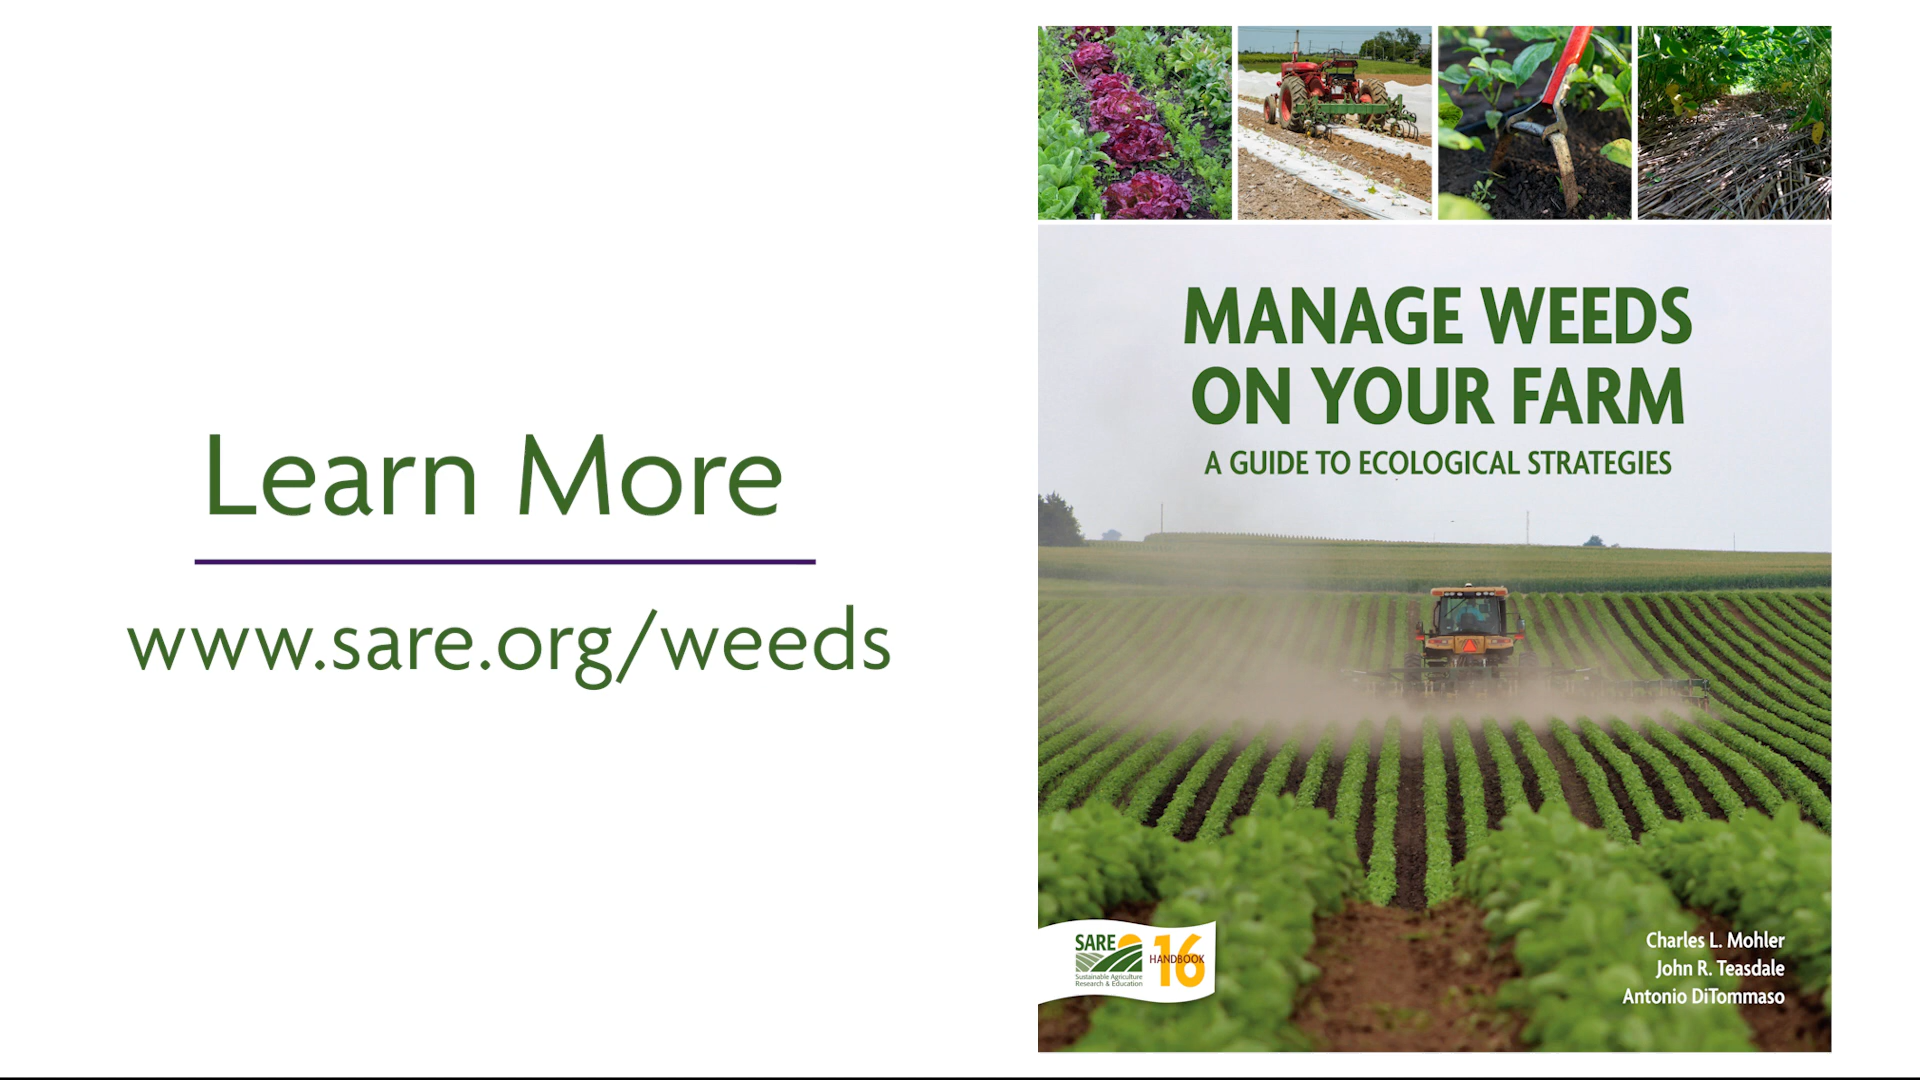 Learn More
www.sare.org/weeds
MANAGE WEEDS
ON YOUR FARM
A GUIDE TO ECOLOGICAL STRATEGIES
SARE
Sustainable Agriculture
Research & Education
HANDBOOK
16
Charles L. Mohler
John R. Teasdale
Antonio DiTommaso